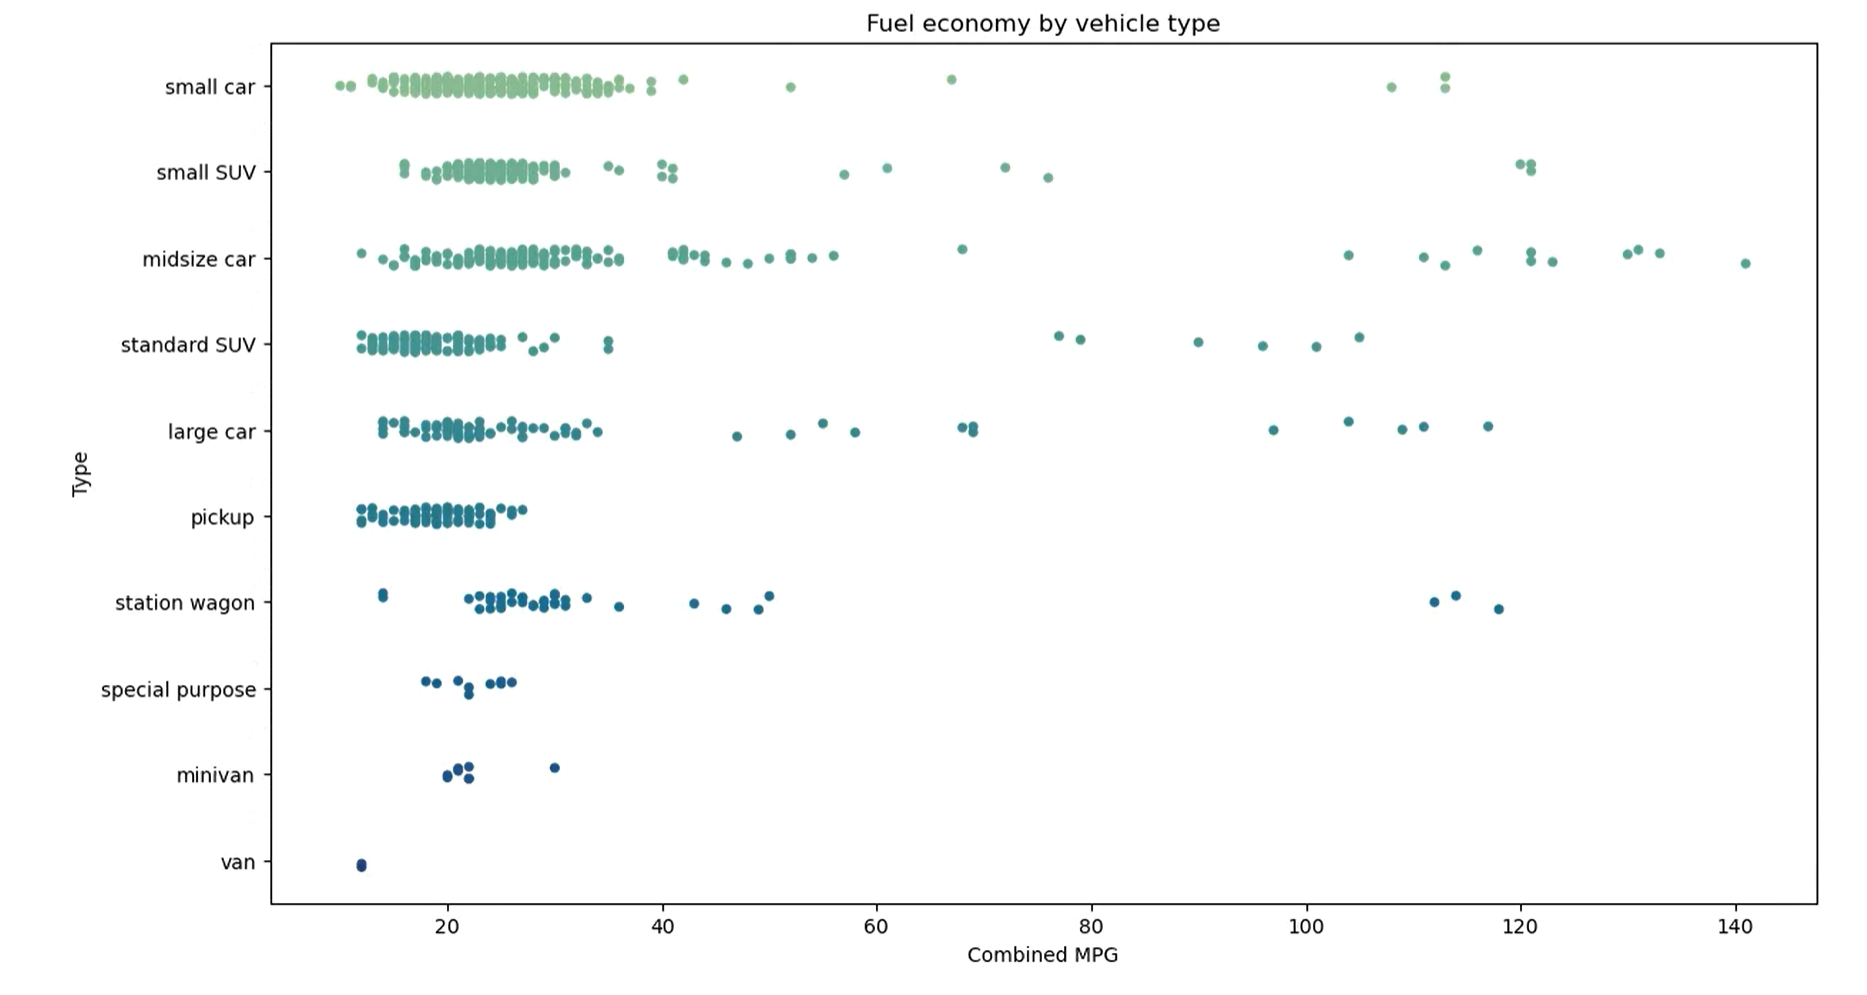 Fuel economy by vehicle type
small car
small SUV
midsize car
standard SUV
large car
pickup
station wagon
special purpose
minivan
van
Type
20 40 60 80 100 120 140
Combined MPG